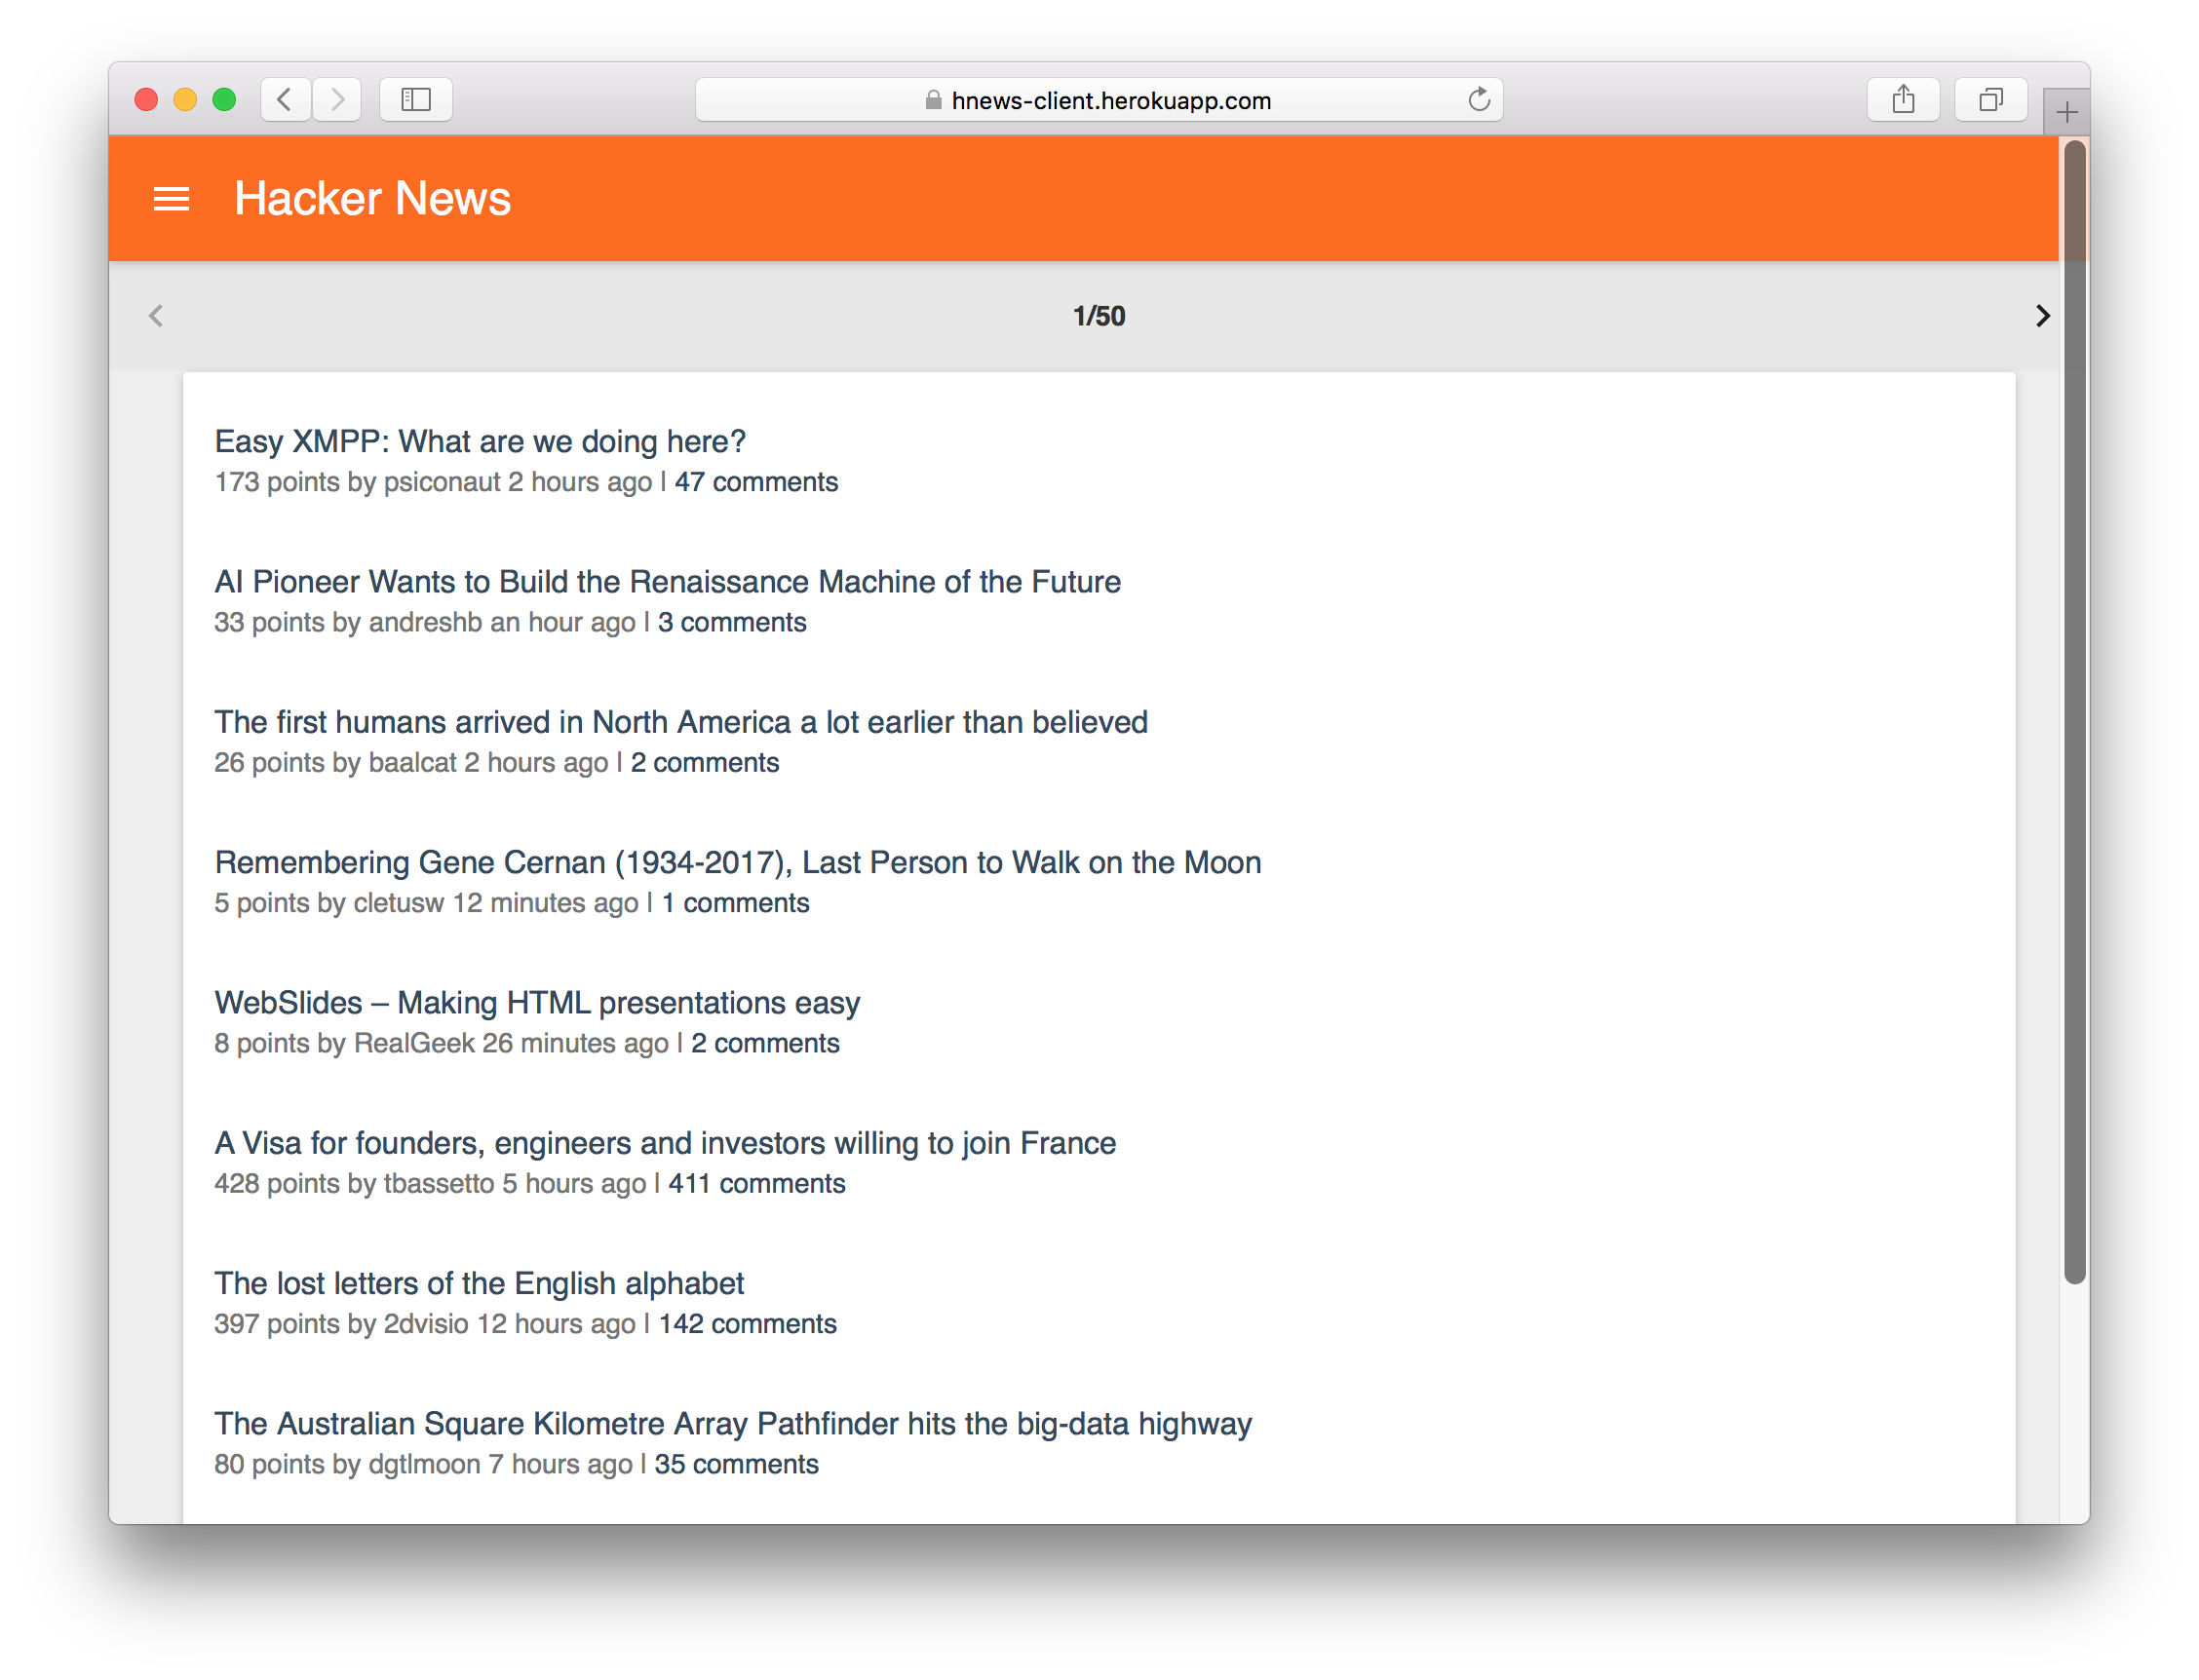 hnews-client.herokuapp.com
Hacker News
1/50
Easy XMPP: What are we doing here?
173 points by psiconaut 2 hours ago | 47 comments
AI Pioneer Wants to Build the Renaissance Machine of the Future
33 points by andreshb an hour ago | 3 comments
The first humans arrived in North America a lot earlier than believed
26 points by baalcat 2 hours ago | 2 comments
Remembering Gene Cernan (1934-2017), Last Person to Walk on the Moon
5 points by cletusw 12 minutes ago | 1 comments
WebSlides – Making HTML presentations easy
8 points by RealGeek 26 minutes ago | 2 comments
A Visa for founders, engineers and investors willing to join France
428 points by tbassetto 5 hours ago | 411 comments
The lost letters of the English alphabet
397 points by 2dvisio 12 hours ago | 142 comments
The Australian Square Kilometre Array Pathfinder hits the big-data highway
80 points by dgtlmoon 7 hours ago | 35 comments